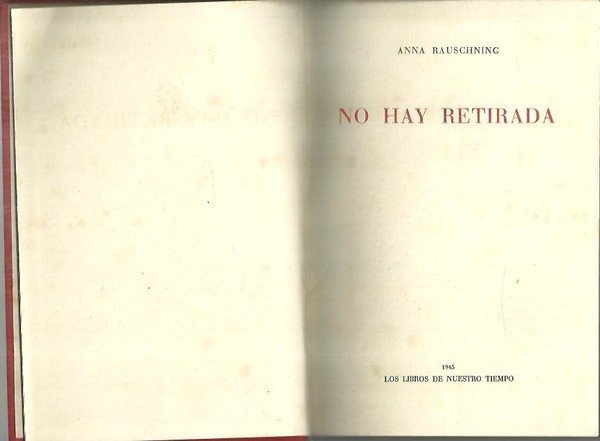 ANNA RAUSCHNING
NO HAY RETIRADA
1945
LOS LIBROS DE NUESTRO TIEMPO